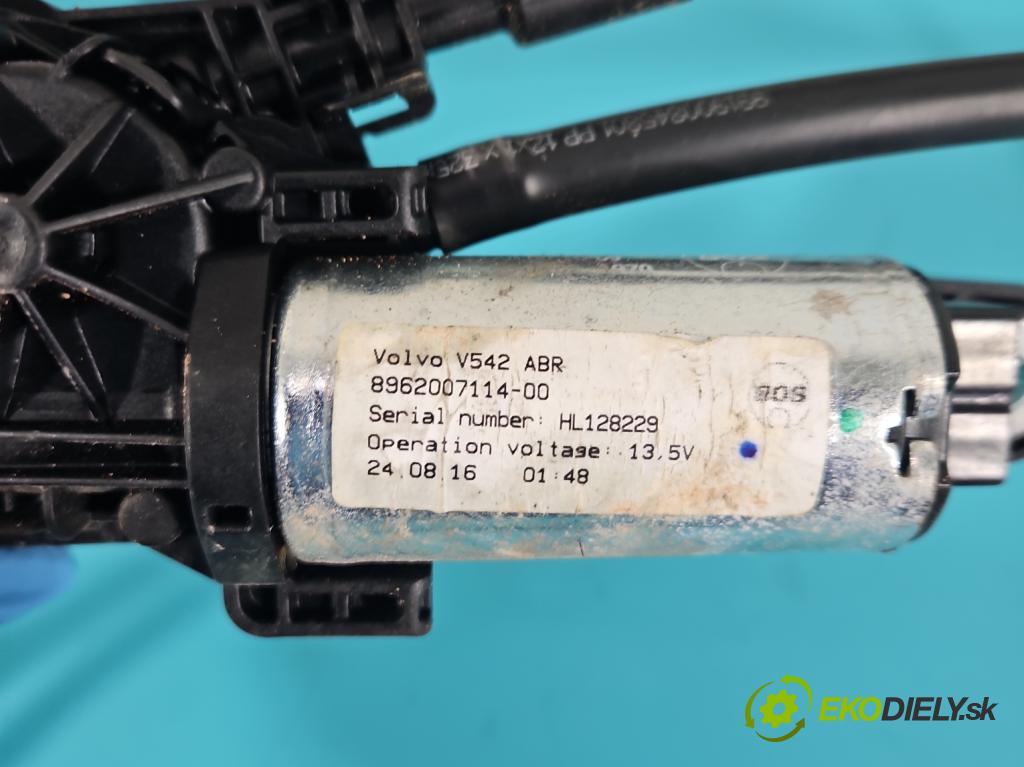 Volvo V542 ABR
8962007114-00
Serial number: HL128229
Operation voltage: 13,5V
24.08.16 01:48
EKODIELY.sk